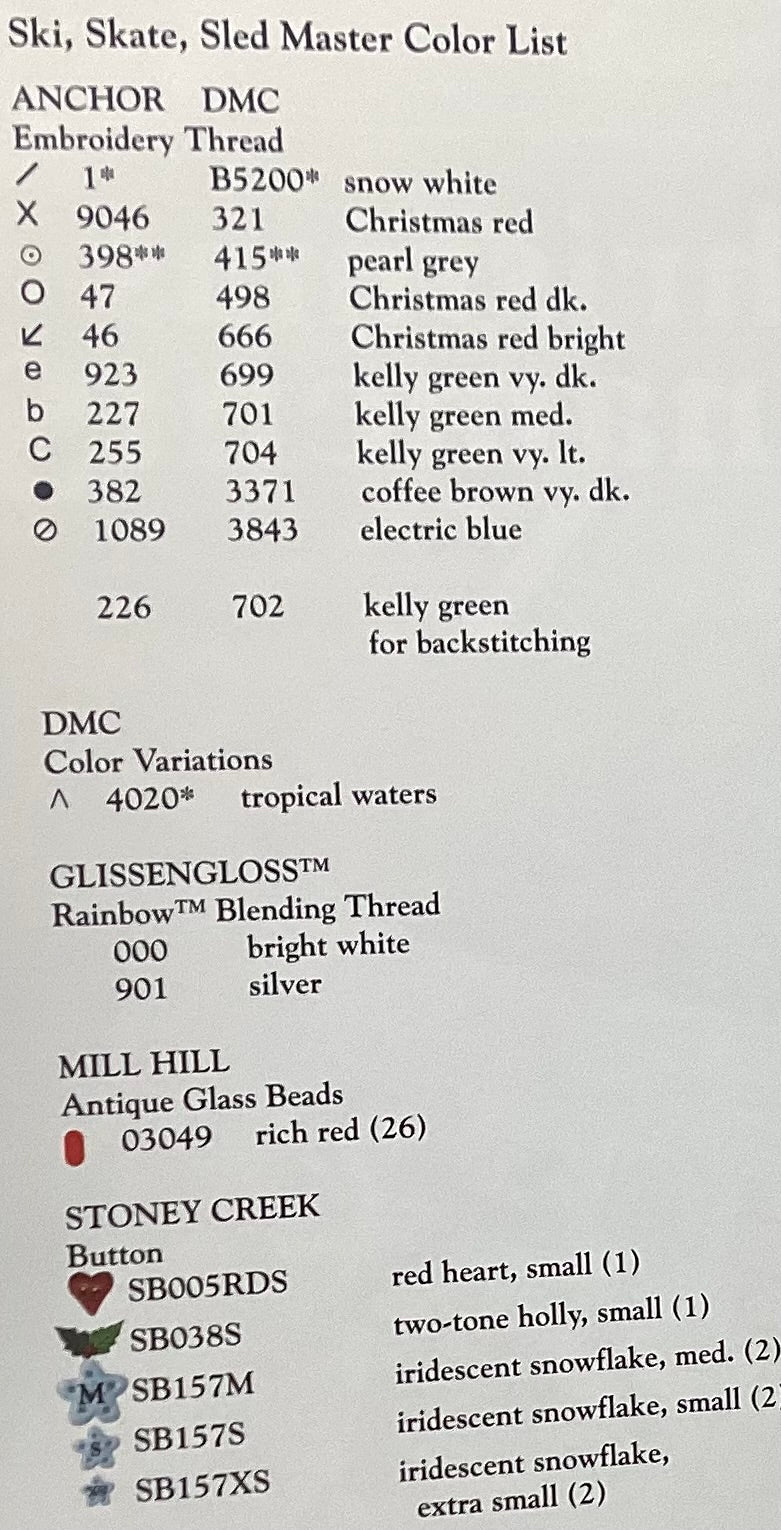 Ski, Skate, Sled Master Color List
ANCHOR DMC
Embroidery Thread
/ 1* B5200* snow white
X 9046 321 Christmas red
⊙ 398** 415** pearl grey
O 47 498 Christmas red dk.
↙ 46 666 Christmas red bright
e 923 699 kelly green vy. dk.
b 227 701 kelly green med.
C 255 704 kelly green vy. lt.
● 382 3371 coffee brown vy. dk.
⊘ 1089 3843 electric blue
226 702 kelly green
for backstitching
DMC
Color Variations
^ 4020* tropical waters
GLISSENGLOSS™
Rainbow™ Blending Thread
000 bright white
901 silver
MILL HILL
Antique Glass Beads
03049 rich red (26)
STONEY CREEK
Button
SB005RDS red heart, small (1)
SB038S two-tone holly, small (1)
M SB157M iridescent snowflake, med. (2)
S SB157S iridescent snowflake, small (2)
SB157XS iridescent snowflake,
extra small (2)